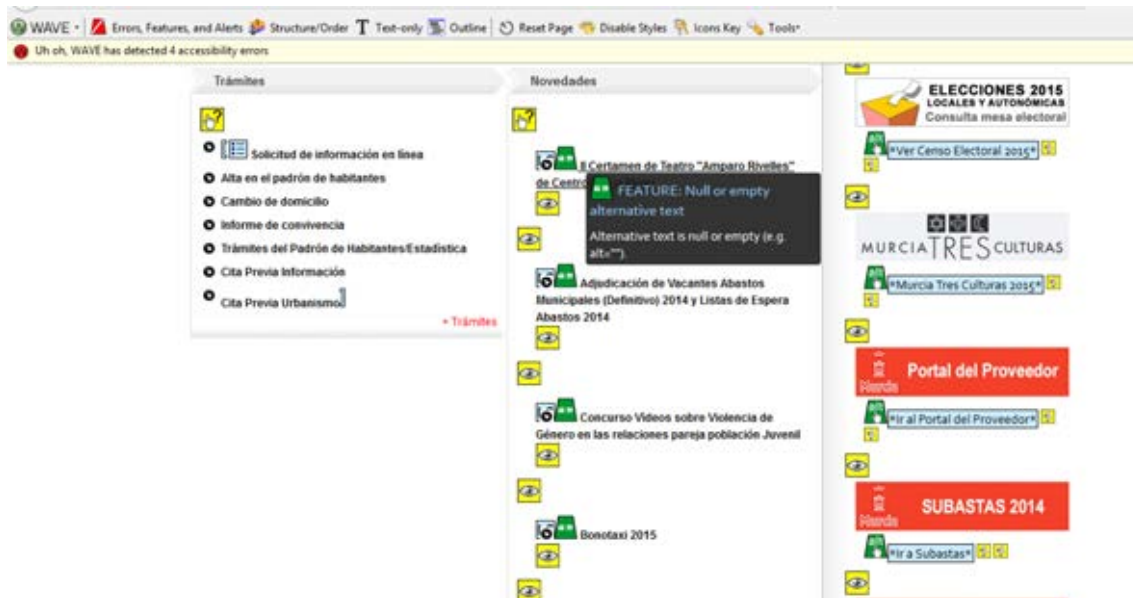 WAVE Errors, Features, and Alerts Structure/Order Text-only Outline Reset Page Disable Styles Icons Key Tools
Uh oh, WAVE has detected 4 accessibility errors
Trámites
Solicitud de información en línea
Alta en el padrón de habitantes
Cambio de domicilio
Informe de convivencia
Trámites del Padrón de Habitantes/Estadística
Cita Previa Información
Cita Previa Urbanismo
+ Trámites
Novedades
II Certamen de Teatro "Amparo Rivelles"
de
FEATURE: Null or empty
alternative text
Alternative text is null or empty (e.g.
alt="").
Adjudicación de Vacantes Abastos
Municipales (Definitivo) 2014 y Listas de Espera
Abastos 2014
Concurso Videos sobre Violencia de
Género en las relaciones pareja población Juvenil
Bonotaxi 2015
ELECCIONES 2015
LOCALES Y AUTONÓMICAS
Consulta mesa electoral
*Ver Censo Electoral 2015*
MURCIA TRES CULTURAS
*Murcia Tres Culturas 2015*
Murcia
Portal del Proveedor
*Ir al Portal del Proveedor*
Murcia
SUBASTAS 2014
*Ir a Subastas*